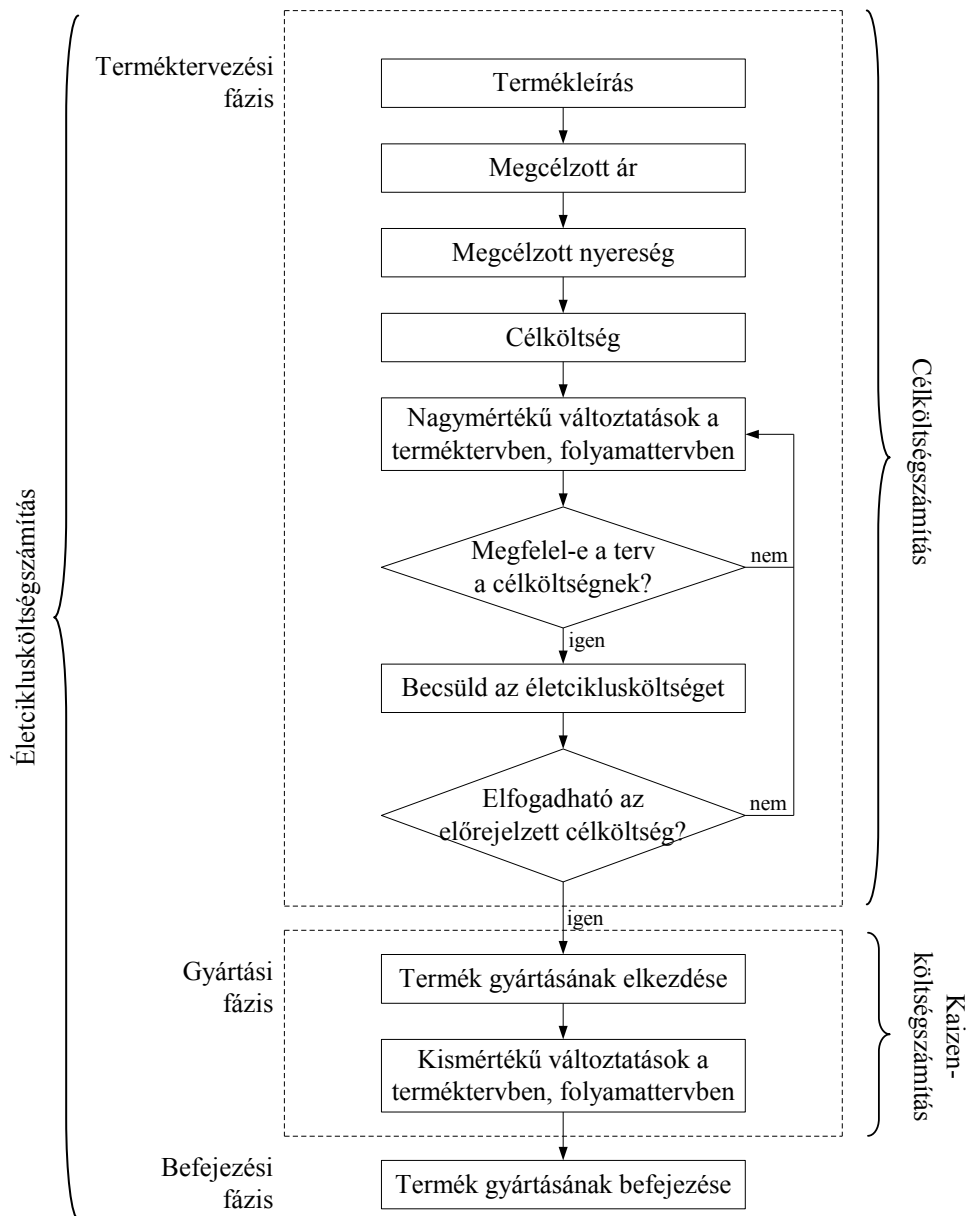 Terméktervezési
fázis
Termékleírás
Megcélzott ár
Megcélzott nyereség
Célköltség
Nagymértékű változtatások a
terméktervben, folyamattervben
Megfelel-e a terv
a célköltségnek?
nem
igen
Becsüld az életciklusköltséget
Elfogadható az
előrejelzett célköltség?
nem
igen
Célköltségszámítás
Életciklusköltségszámítás
Gyártási
fázis
Termék gyártásának elkezdése
Kismértékű változtatások a
terméktervben, folyamattervben
Kaizen-
költségszámítás
Befejezési
fázis
Termék gyártásának befejezése